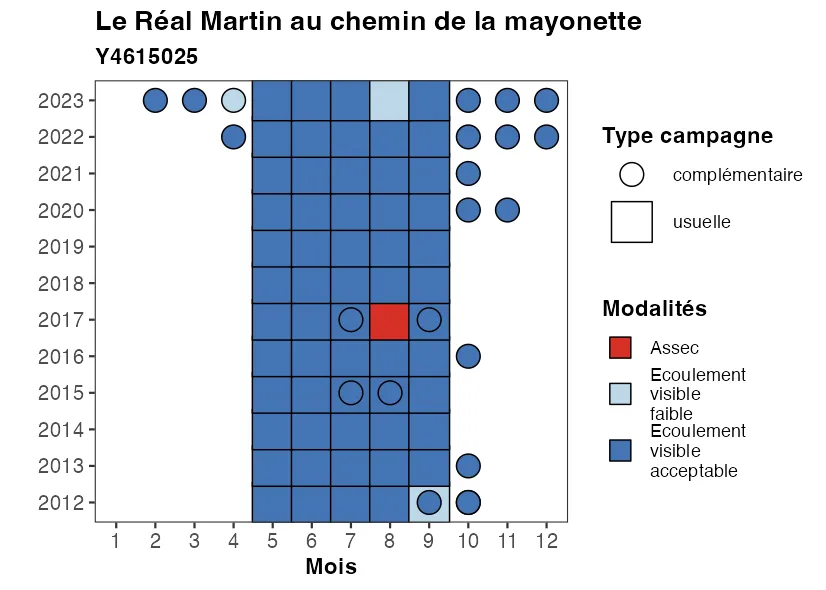 Le Réal Martin au chemin de la mayonette
Y4615025
2023
2022
2021
2020
2019
2018
2017
2016
2015
2014
2013
2012
1 2 3 4 5 6 7 8 9 10 11 12
Mois
Type campagne
complémentaire
usuelle
Modalités
Assec
Ecoulement
visible
faible
Ecoulement
visible
acceptable